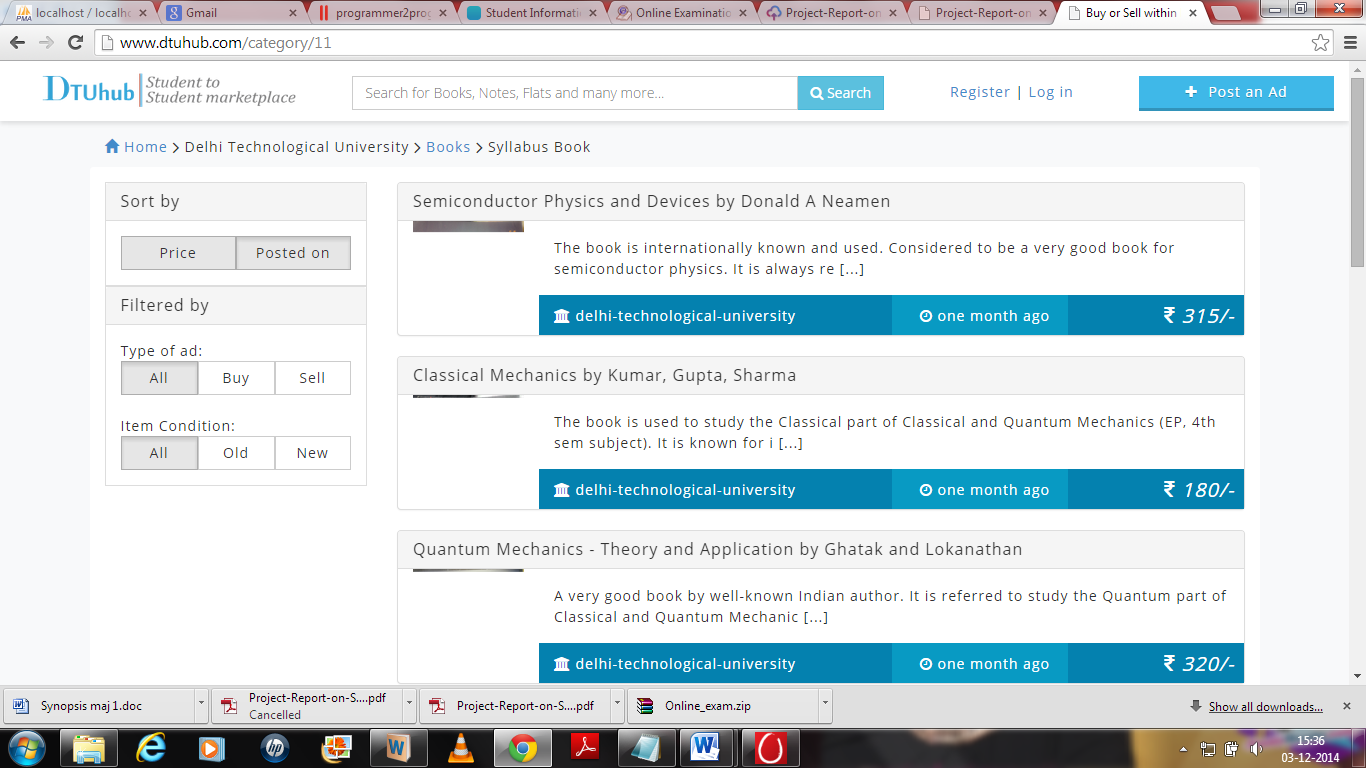 localhost / localho
Gmail
programmer2prog
Student Informatio
Online Examinatio
Project-Report-on-
Project-Report-on-
Buy or Sell within
www.dtuhub.com/category/11
DTUhub
Student to
Student marketplace
Search for Books, Notes, Flats and many more...
Search
Register | Log in
Post an Ad
Home > Delhi Technological University > Books > Syllabus Book
Sort by
Price Posted on
Filtered by
Type of ad:
All Buy Sell
Item Condition:
All Old New
Semiconductor Physics and Devices by Donald A Neamen
The book is internationally known and used. Considered to be a very good book for
semiconductor physics. It is always re [...]
delhi-technological-university one month ago ₹ 315/-
Classical Mechanics by Kumar, Gupta, Sharma
The book is used to study the Classical part of Classical and Quantum Mechanics (EP, 4th
sem subject). It is known for i [...]
delhi-technological-university one month ago ₹ 180/-
Quantum Mechanics - Theory and Application by Ghatak and Lokanathan
A very good book by well-known Indian author. It is referred to study the Quantum part of
Classical and Quantum Mechanic [...]
delhi-technological-university one month ago ₹ 320/-
Synopsis maj 1.doc
Project-Report-on-S....pdf
Cancelled
Project-Report-on-S....pdf
Online_exam.zip
Show all downloads...
15:36
03-12-2014